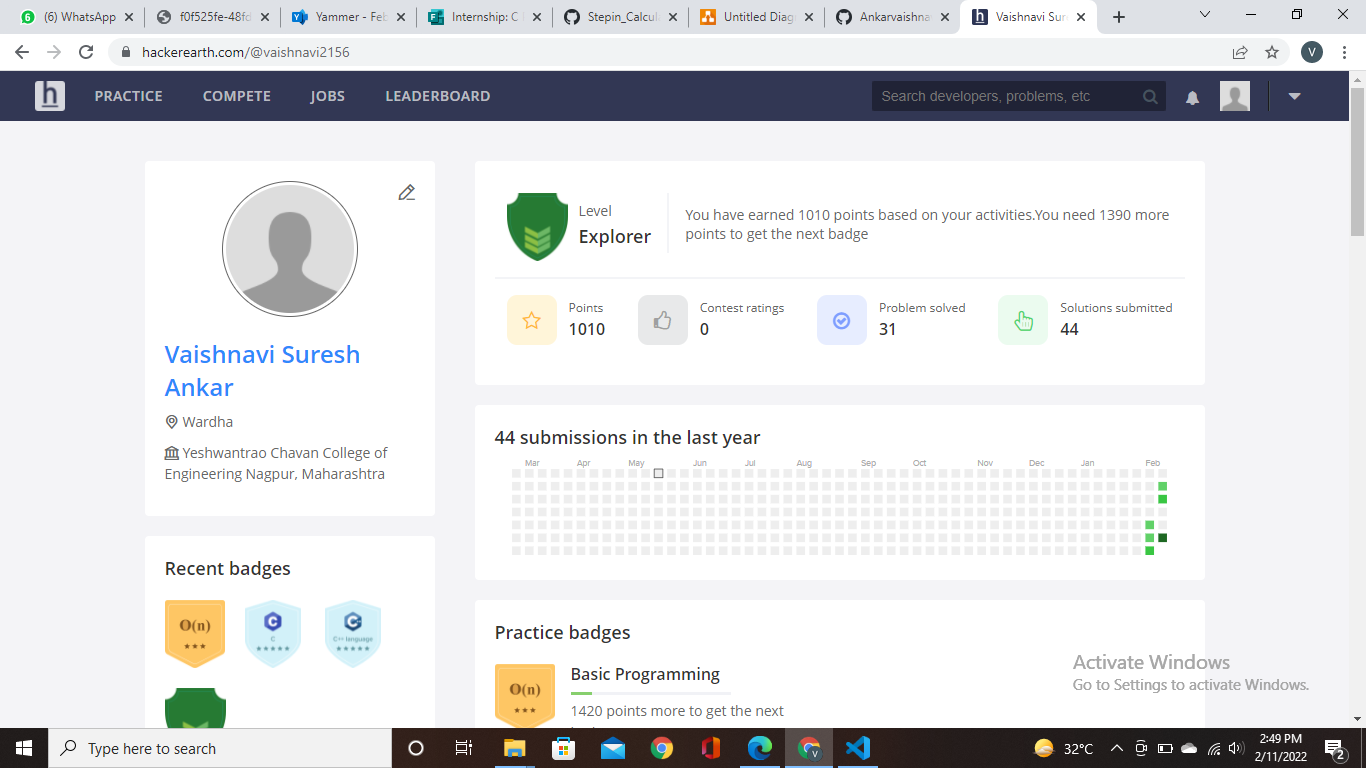 (6) WhatsApp
f0f525fe-48fd
Yammer - Feb
Internship: C
Stepin_Calcul
Untitled Diag
Ankarvaishna
Vaishnavi Sur
hackerearth.com/@vaishnavi2156
V
h
PRACTICE
COMPETE
JOBS
LEADERBOARD
Search developers, problems, etc
Vaishnavi Suresh
Ankar
Wardha
Yeshwantrao Chavan College of
Engineering Nagpur, Maharashtra
Level
Explorer
You have earned 1010 points based on your activities.You need 1390 more
points to get the next badge
Points
1010
Contest ratings
0
Problem solved
31
Solutions submitted
44
44 submissions in the last year
Mar Apr May Jun Jul Aug Sep Oct Nov Dec Jan Feb
Recent badges
O(n)
C
C
C++ language
Practice badges
O(n)
Basic Programming
1420 points more to get the next
Activate Windows
Go to Settings to activate Windows.
Type here to search
V
32°C
2:49 PM
2/11/2022
2